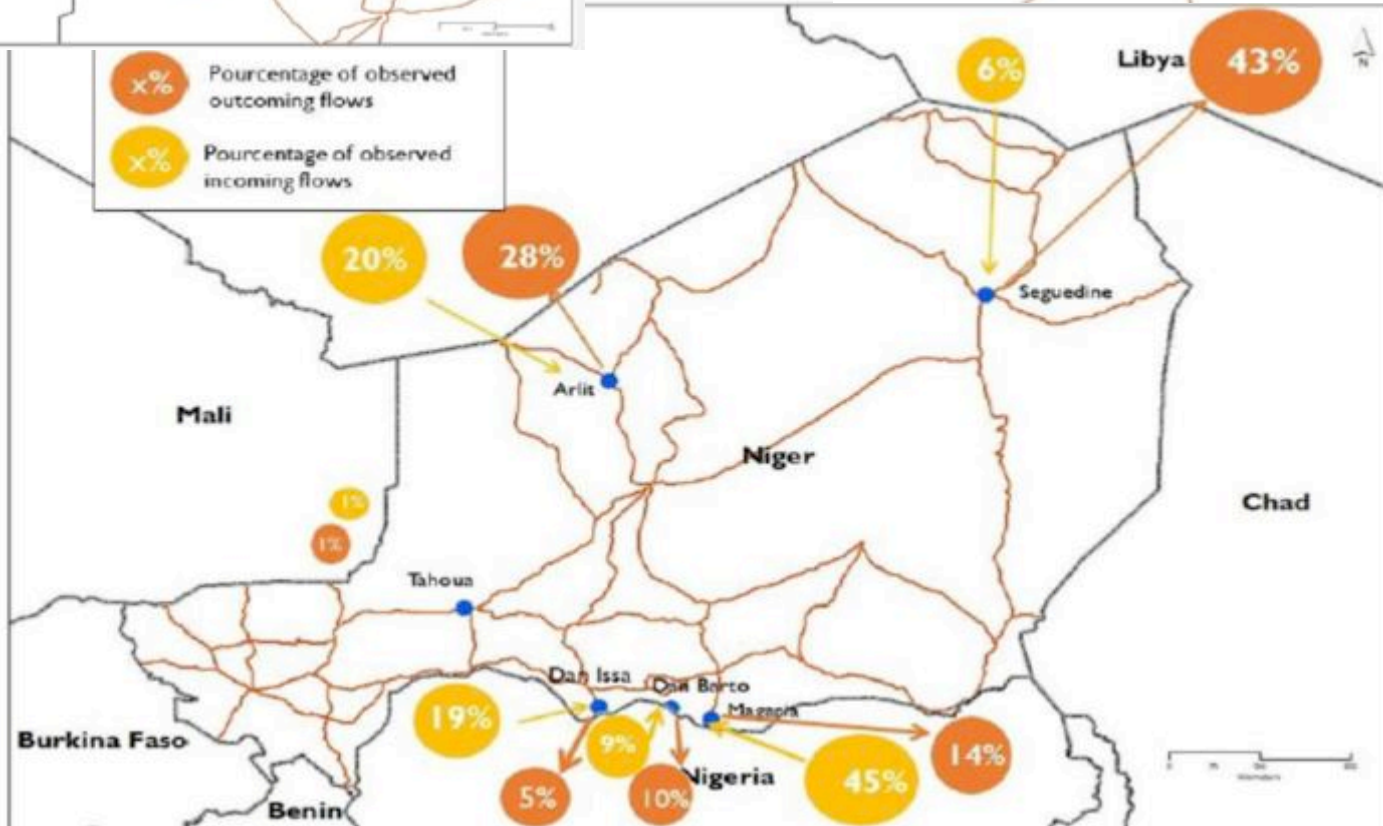 x% Pourcentage of observed
outcoming flows
x% Pourcentage of observed
incoming flows
6%
Libya
43%
N
20%
28%
Seguedine
Arlit
Mali
Niger
Chad
1%
1%
Tahoua
Dan Issa
Dan Barto
Magaria
19%
9%
Burkina Faso
14%
5%
10%
Nigeria
45%
Benin